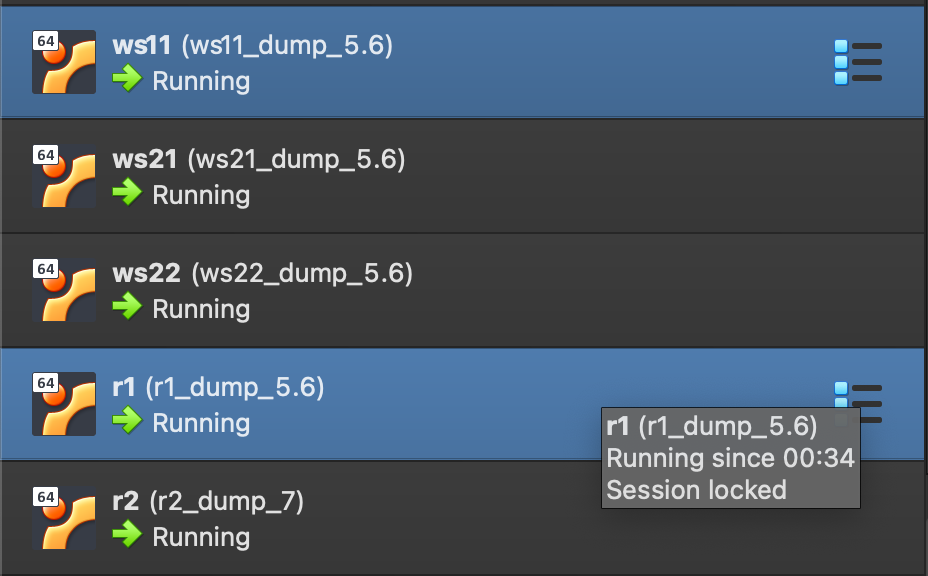 64
ws11 (ws11_dump_5.6)
Running
64
ws21 (ws21_dump_5.6)
Running
64
ws22 (ws22_dump_5.6)
Running
64
r1 (r1_dump_5.6)
Running
r1 (r1_dump_5.6)
Running since 00:34
Session locked
64
r2 (r2_dump_7)
Running